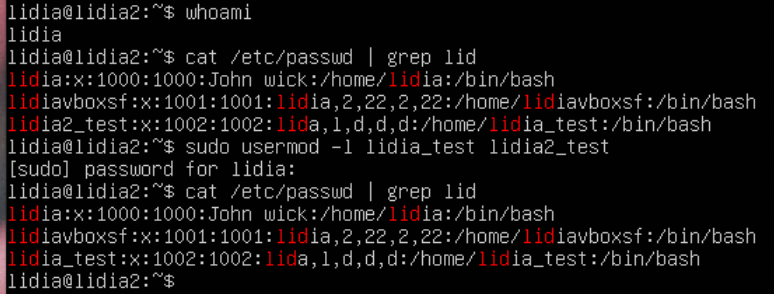 lidia@lidia2:~$ whoami
lidia
lidia@lidia2:~$ cat /etc/passwd | grep lid
lidia:x:1000:1000:John wick:/home/lidia:/bin/bash
lidiavboxsf:x:1001:1001:lidia,2,22,2,22:/home/lidiavboxsf:/bin/bash
lidia2_test:x:1002:1002:lida,l,d,d,d:/home/lidia_test:/bin/bash
lidia@lidia2:~$ sudo usermod -l lidia_test lidia2_test
[sudo] password for lidia:
lidia@lidia2:~$ cat /etc/passwd | grep lid
lidia:x:1000:1000:John wick:/home/lidia:/bin/bash
lidiavboxsf:x:1001:1001:lidia,2,22,2,22:/home/lidiavboxsf:/bin/bash
lidia_test:x:1002:1002:lida,l,d,d,d:/home/lidia_test:/bin/bash
lidia@lidia2:~$